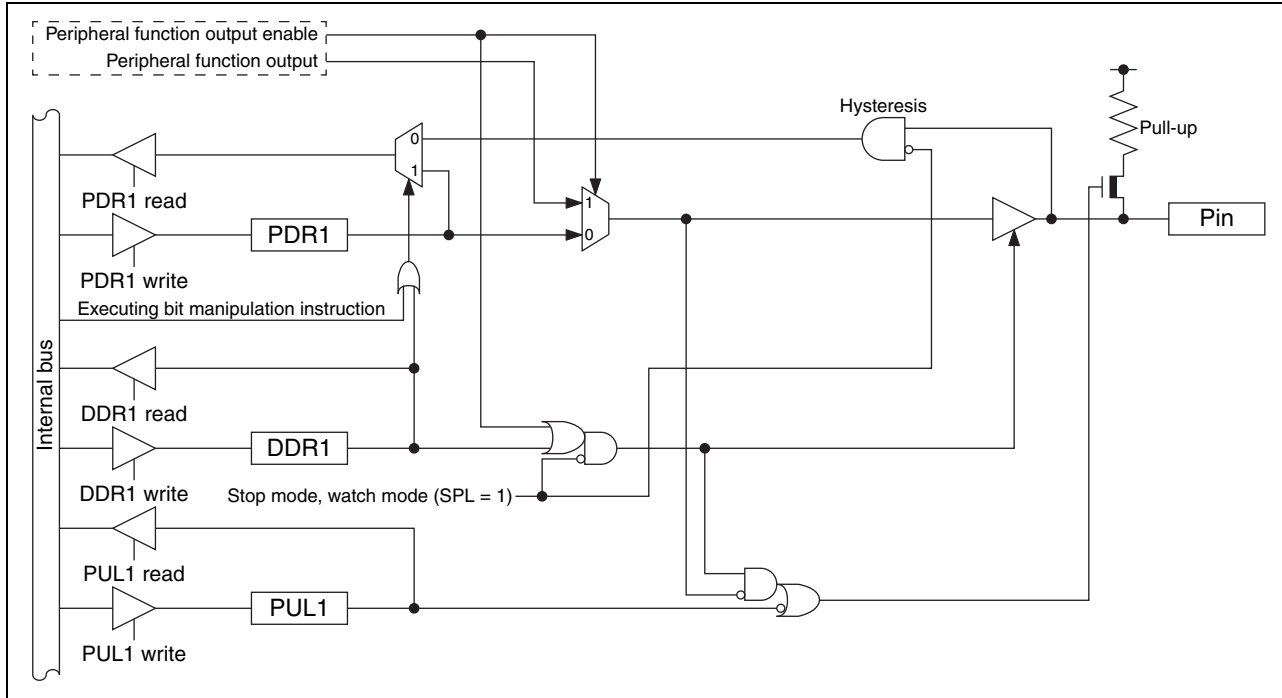 Peripheral function output enable
Peripheral function output
Hysteresis
Pull-up
0
1
PDR1 read
1
0
PDR1
Pin
PDR1 write
Executing bit manipulation instruction
Internal bus
DDR1 read
DDR1
DDR1 write
Stop mode, watch mode (SPL = 1)
PUL1 read
PUL1
PUL1 write